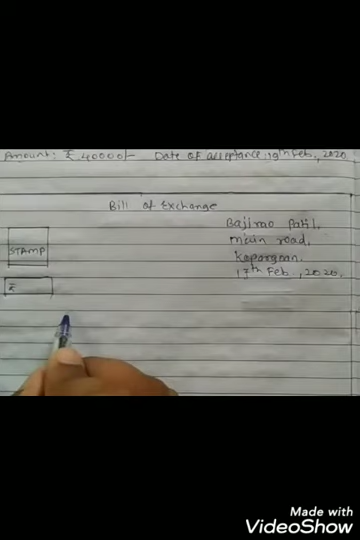 Amount: ₹ 40000/- Date of acceptance: 19th Feb., 2020
Bill of Exchange
Bajirao Patil,
main road,
Kopargaon.
17th Feb., 2020.
STAMP
₹
Made with
VideoShow